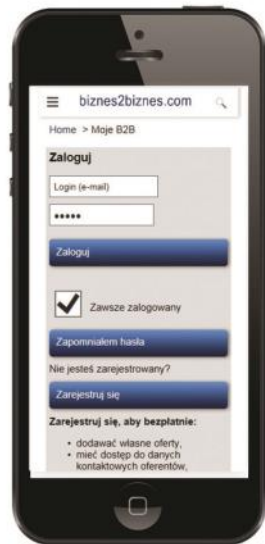 biznes2biznes.com
Home > Moje B2B
Zaloguj
Login (e-mail)
•••••
Zaloguj
Zawsze zalogowany
Zapomniałem hasła
Nie jesteś zarejestrowany?
Zarejestruj się
Zarejestruj się, aby bezpłatnie:
• dodawać własne oferty,
• mieć dostęp do danych
kontaktowych oferentów,